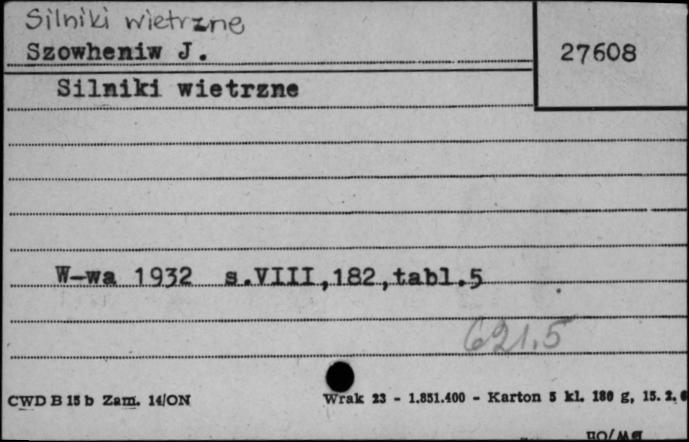 Silniki wietrzne
Szowheniw J.
27608
Silniki wietrzne
W-wa 1932 s.VIII,182,tabl.5
621.5
CWD B 15 b Zam. 14/ON
Wrak 23 - 1.851.400 - Karton 5 kl. 180 g, 15. 2. 6